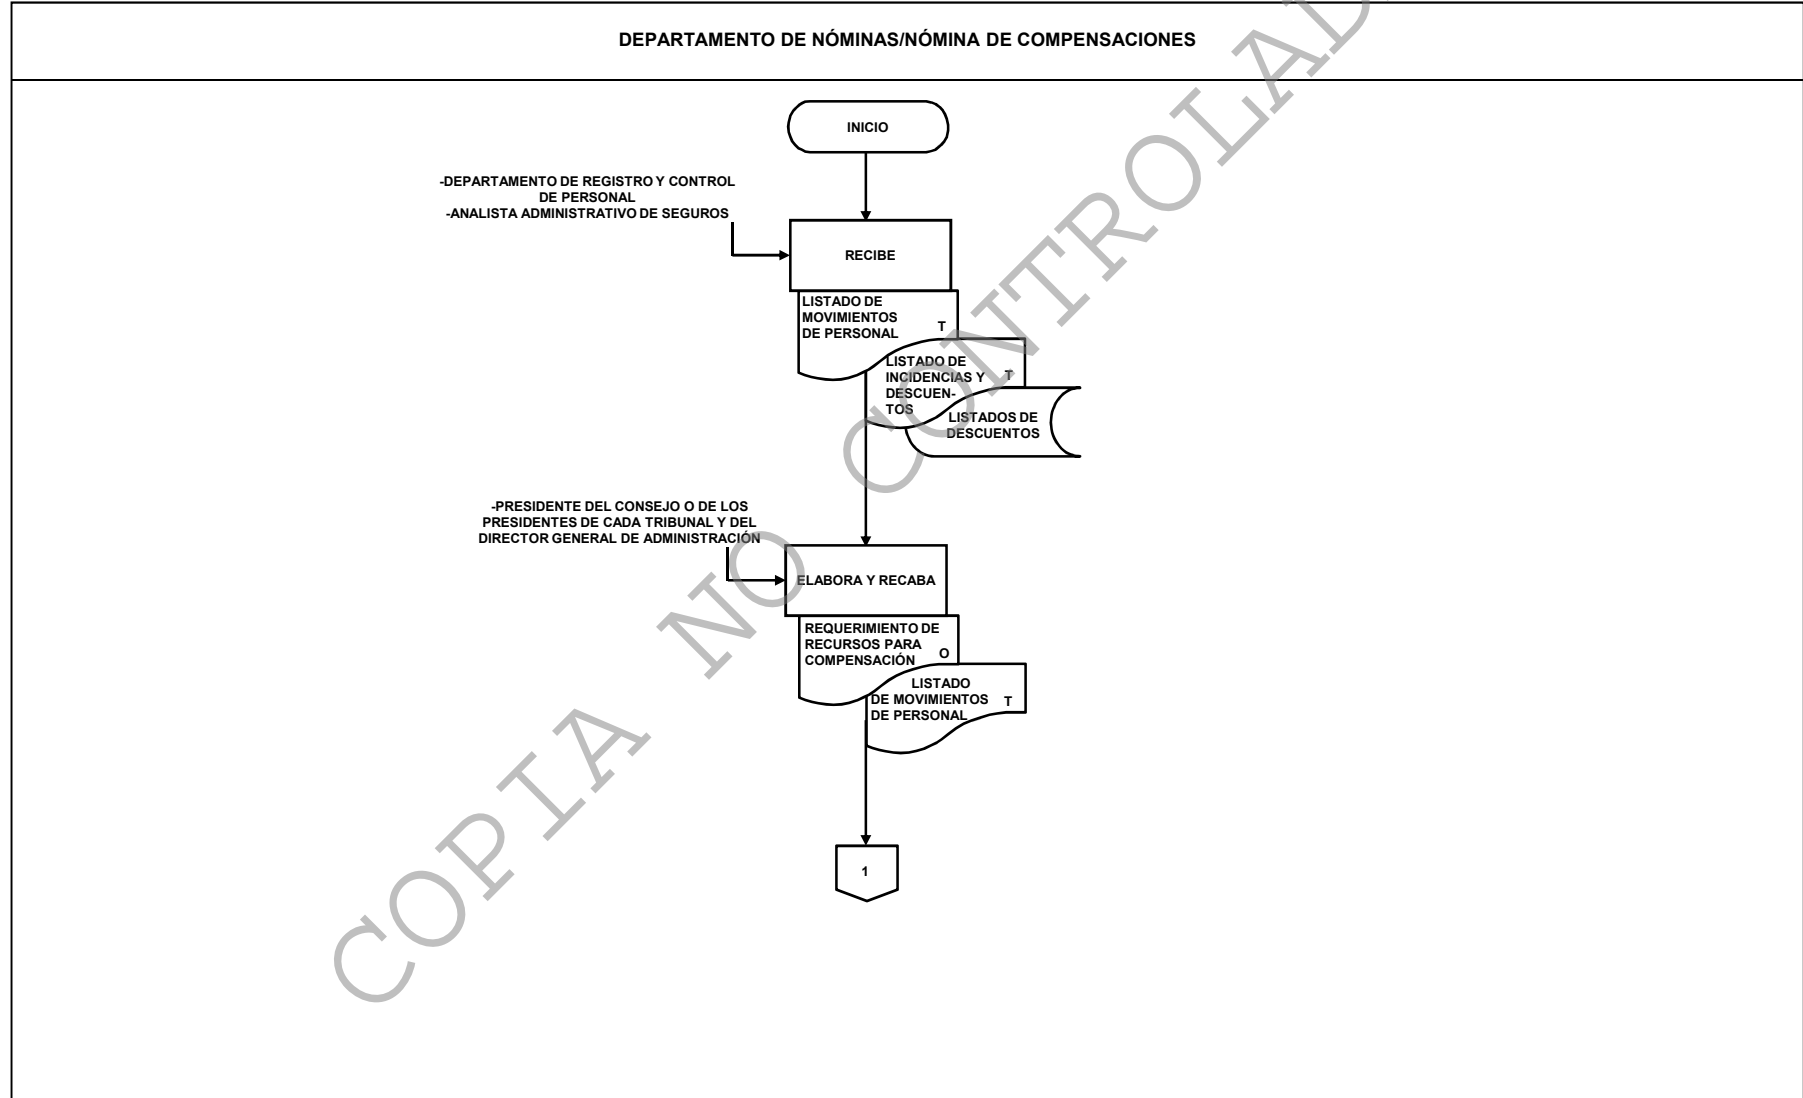 DEPARTAMENTO DE NÓMINAS/NÓMINA DE COMPENSACIONES
INICIO
-DEPARTAMENTO DE REGISTRO Y CONTROL
DE PERSONAL
-ANALISTA ADMINISTRATIVO DE SEGUROS
RECIBE
LISTADO DE
MOVIMIENTOS
DE PERSONAL
T
LISTADO DE
INCIDENCIAS Y
DESCUEN-
TOS
T
LISTADOS DE
DESCUENTOS
-PRESIDENTE DEL CONSEJO O DE LOS
PRESIDENTES DE CADA TRIBUNAL Y DEL
DIRECTOR GENERAL DE ADMINISTRACIÓN
ELABORA Y RECABA
REQUERIMIENTO DE
RECURSOS PARA
COMPENSACIÓN
O
LISTADO
DE MOVIMIENTOS
DE PERSONAL
T
1
COPIA NO CONTROLAD